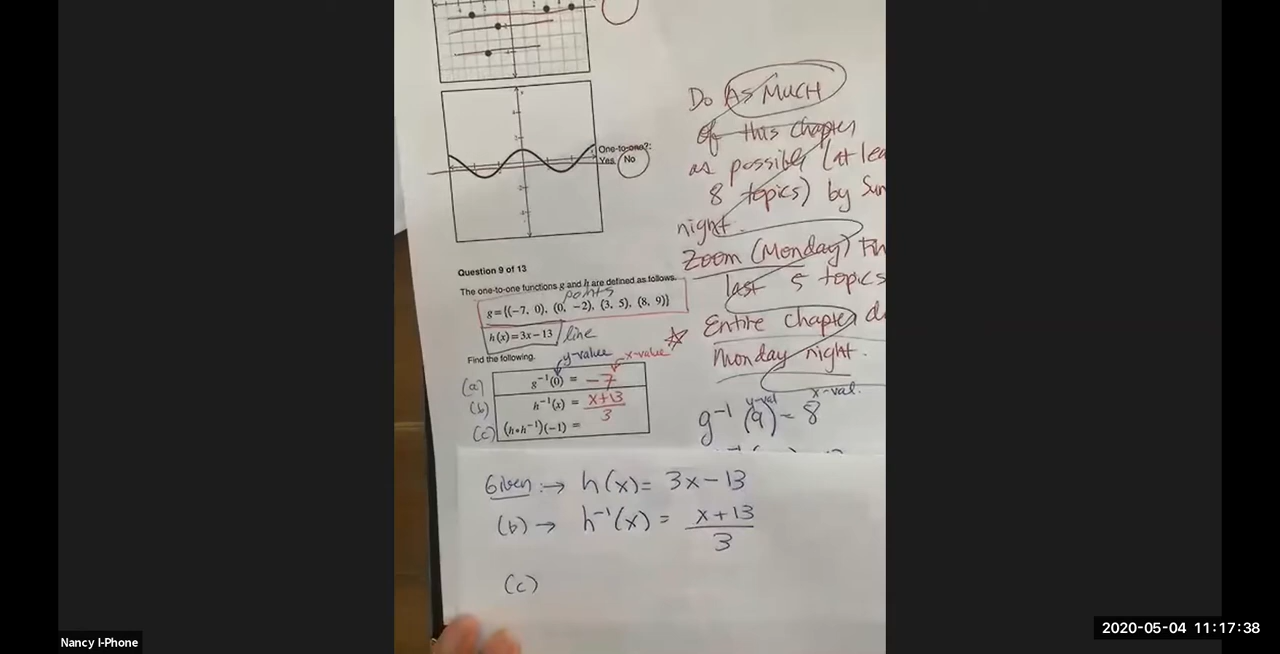 One-to-one?:
Yes No
Do AS MUCH
of this chapter
as possible (at
8 topics) by
night.
Zoom (Monday)
last 5 topics
Entire Chapter
Monday night.
Question 9 of 13
The one-to-one functions g and h are defined as follows.
points
g={(−7, 0), (0, −2), (3, 5), (8, 9)}
h(x)=3x−13 line
Find the following.
y-value x-value
(a) g⁻¹(0) = −7
(b) h⁻¹(x) = x+13
3
(c) (h∘h⁻¹)(−1) =
y-val x-val.
g⁻¹(9) = 8
Given: → h(x) = 3x−13
(b) → h⁻¹(x) = x+13
3
(c)
Nancy I-Phone
2020-05-04 11:17:38